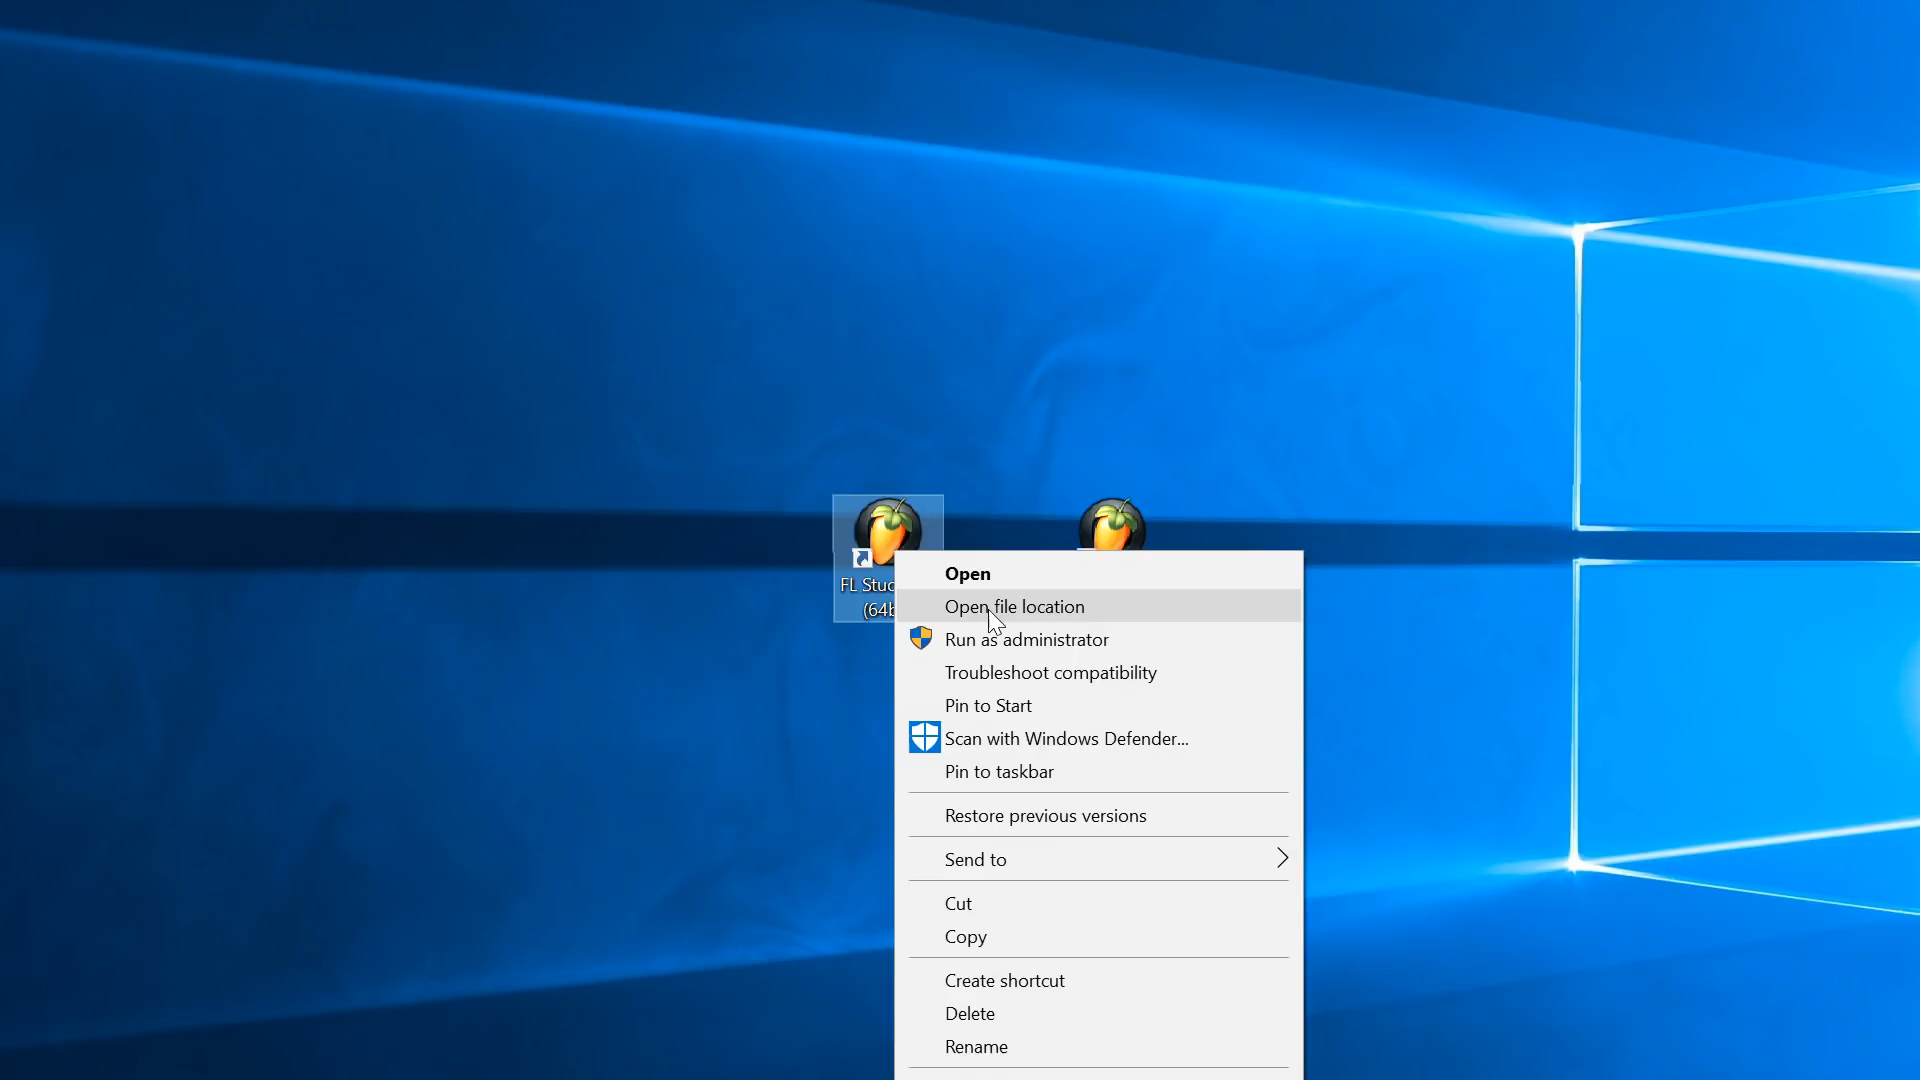 FL Stud
(64b
Open
Open file location
Run as administrator
Troubleshoot compatibility
Pin to Start
Scan with Windows Defender...
Pin to taskbar
Restore previous versions
Send to
Cut
Copy
Create shortcut
Delete
Rename